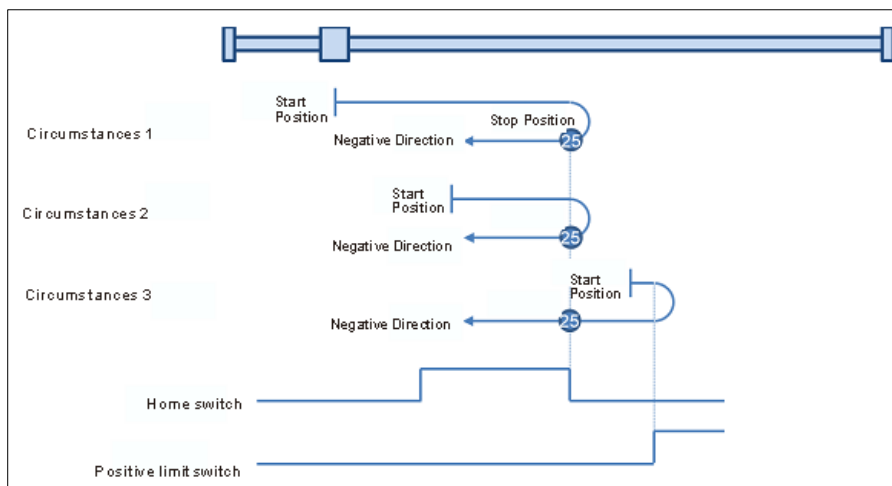 Start
Position
Stop Position
Circumstances 1
Negative Direction
25
Start
Position
Circumstances 2
Negative Direction
25
Start
Position
Circumstances 3
Negative Direction
25
Home switch
Positive limit switch